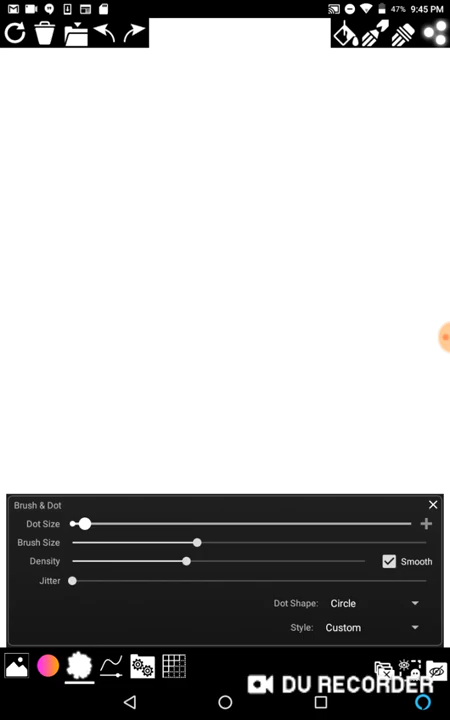 47% 9:45 PM
Brush & Dot
Dot Size
Brush Size
Density Smooth
Jitter
Dot Shape: Circle
Style: Custom
DU RECORDER